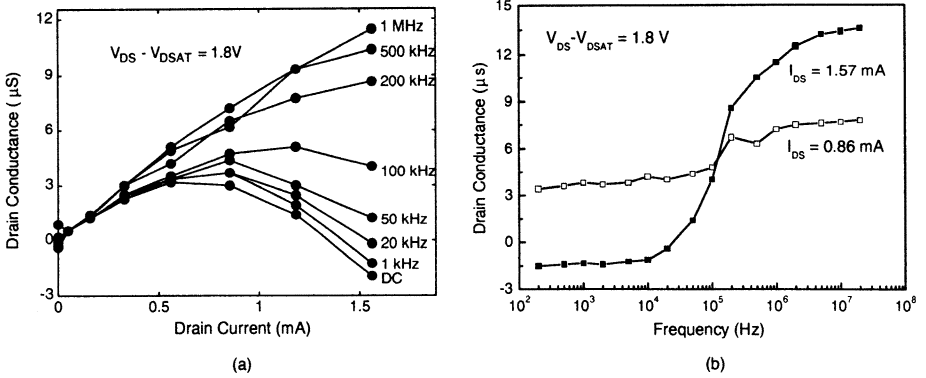 12
9
6
3
0
-3
Drain Conductance ( μS)
V_DS - V_DSAT = 1.8V
1 MHz
500 kHz
200 kHz
100 kHz
50 kHz
20 kHz
1 kHz
DC
0
0.5
1
1.5
Drain Current (mA)
(a)
15
12
9
6
3
0
-3
Drain Conductance (μs)
V_DS-V_DSAT = 1.8 V
I_DS = 1.57 mA
I_DS = 0.86 mA
10^2
10^3
10^4
10^5
10^6
10^7
10^8
Frequency (Hz)
(b)